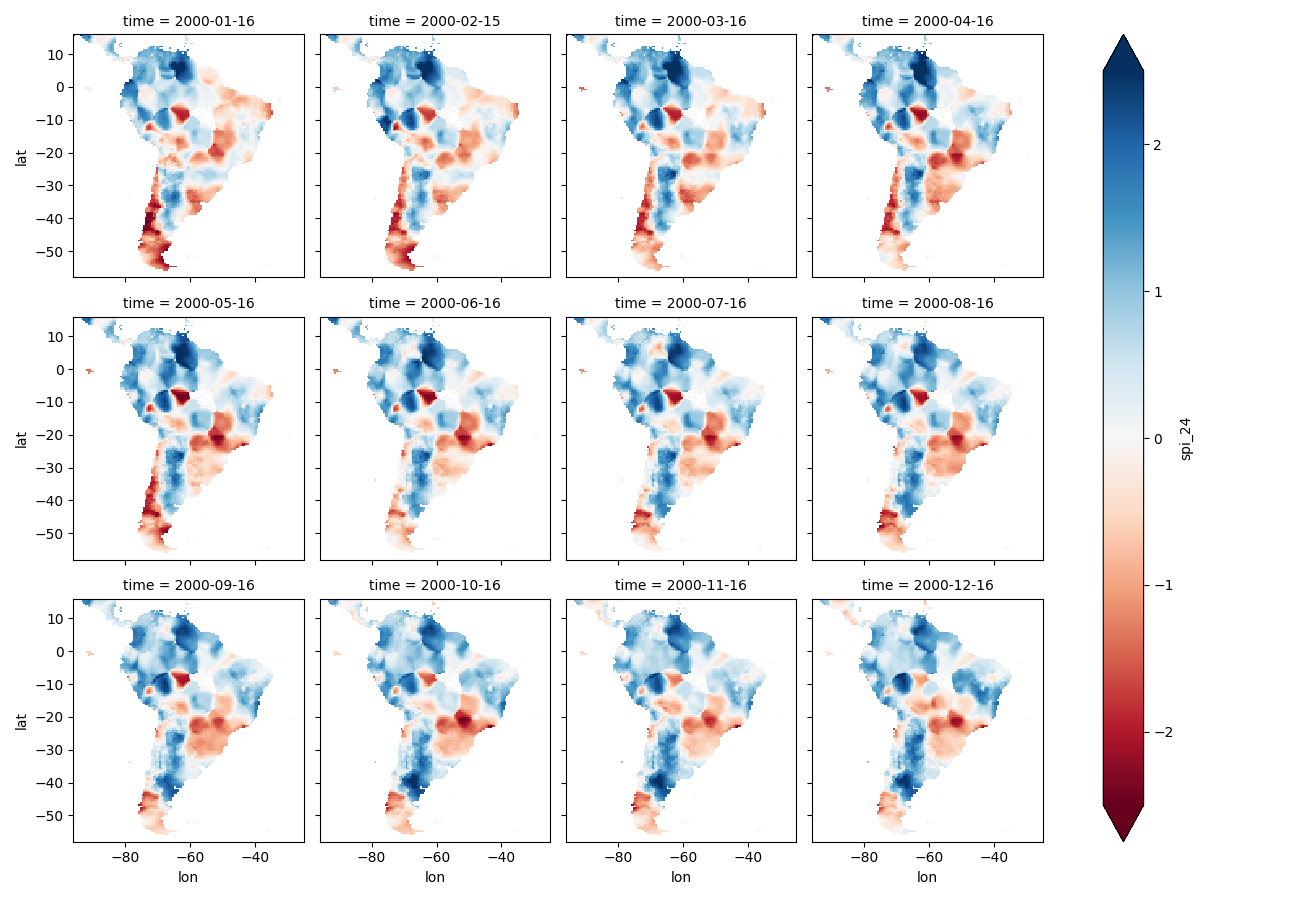 time = 2000-01-16
time = 2000-02-15
time = 2000-03-16
time = 2000-04-16
10
0
−10
−20
−30
−40
−50
lat
time = 2000-05-16
time = 2000-06-16
time = 2000-07-16
time = 2000-08-16
10
0
−10
−20
−30
−40
−50
lat
time = 2000-09-16
time = 2000-10-16
time = 2000-11-16
time = 2000-12-16
10
0
−10
−20
−30
−40
−50
lat
−80 −60 −40
lon
−80 −60 −40
lon
−80 −60 −40
lon
−80 −60 −40
lon
2
1
0
−1
−2
spi_24